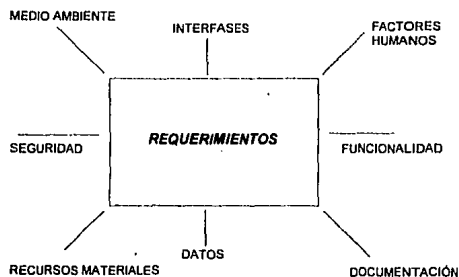 MEDIO AMBIENTE
INTERFASES
FACTORES
HUMANOS
SEGURIDAD
REQUERIMIENTOS
FUNCIONALIDAD
RECURSOS MATERIALES
DATOS
DOCUMENTACIÓN